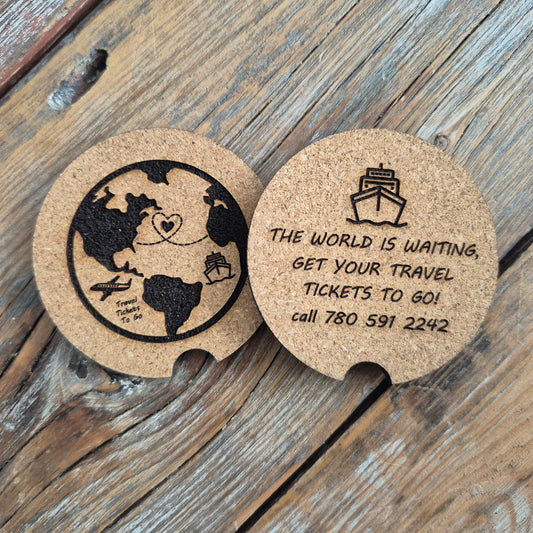 Travel
Tickets
To Go
THE WORLD IS WAITING,
GET YOUR TRAVEL
TICKETS TO GO!
call 780 591 2242